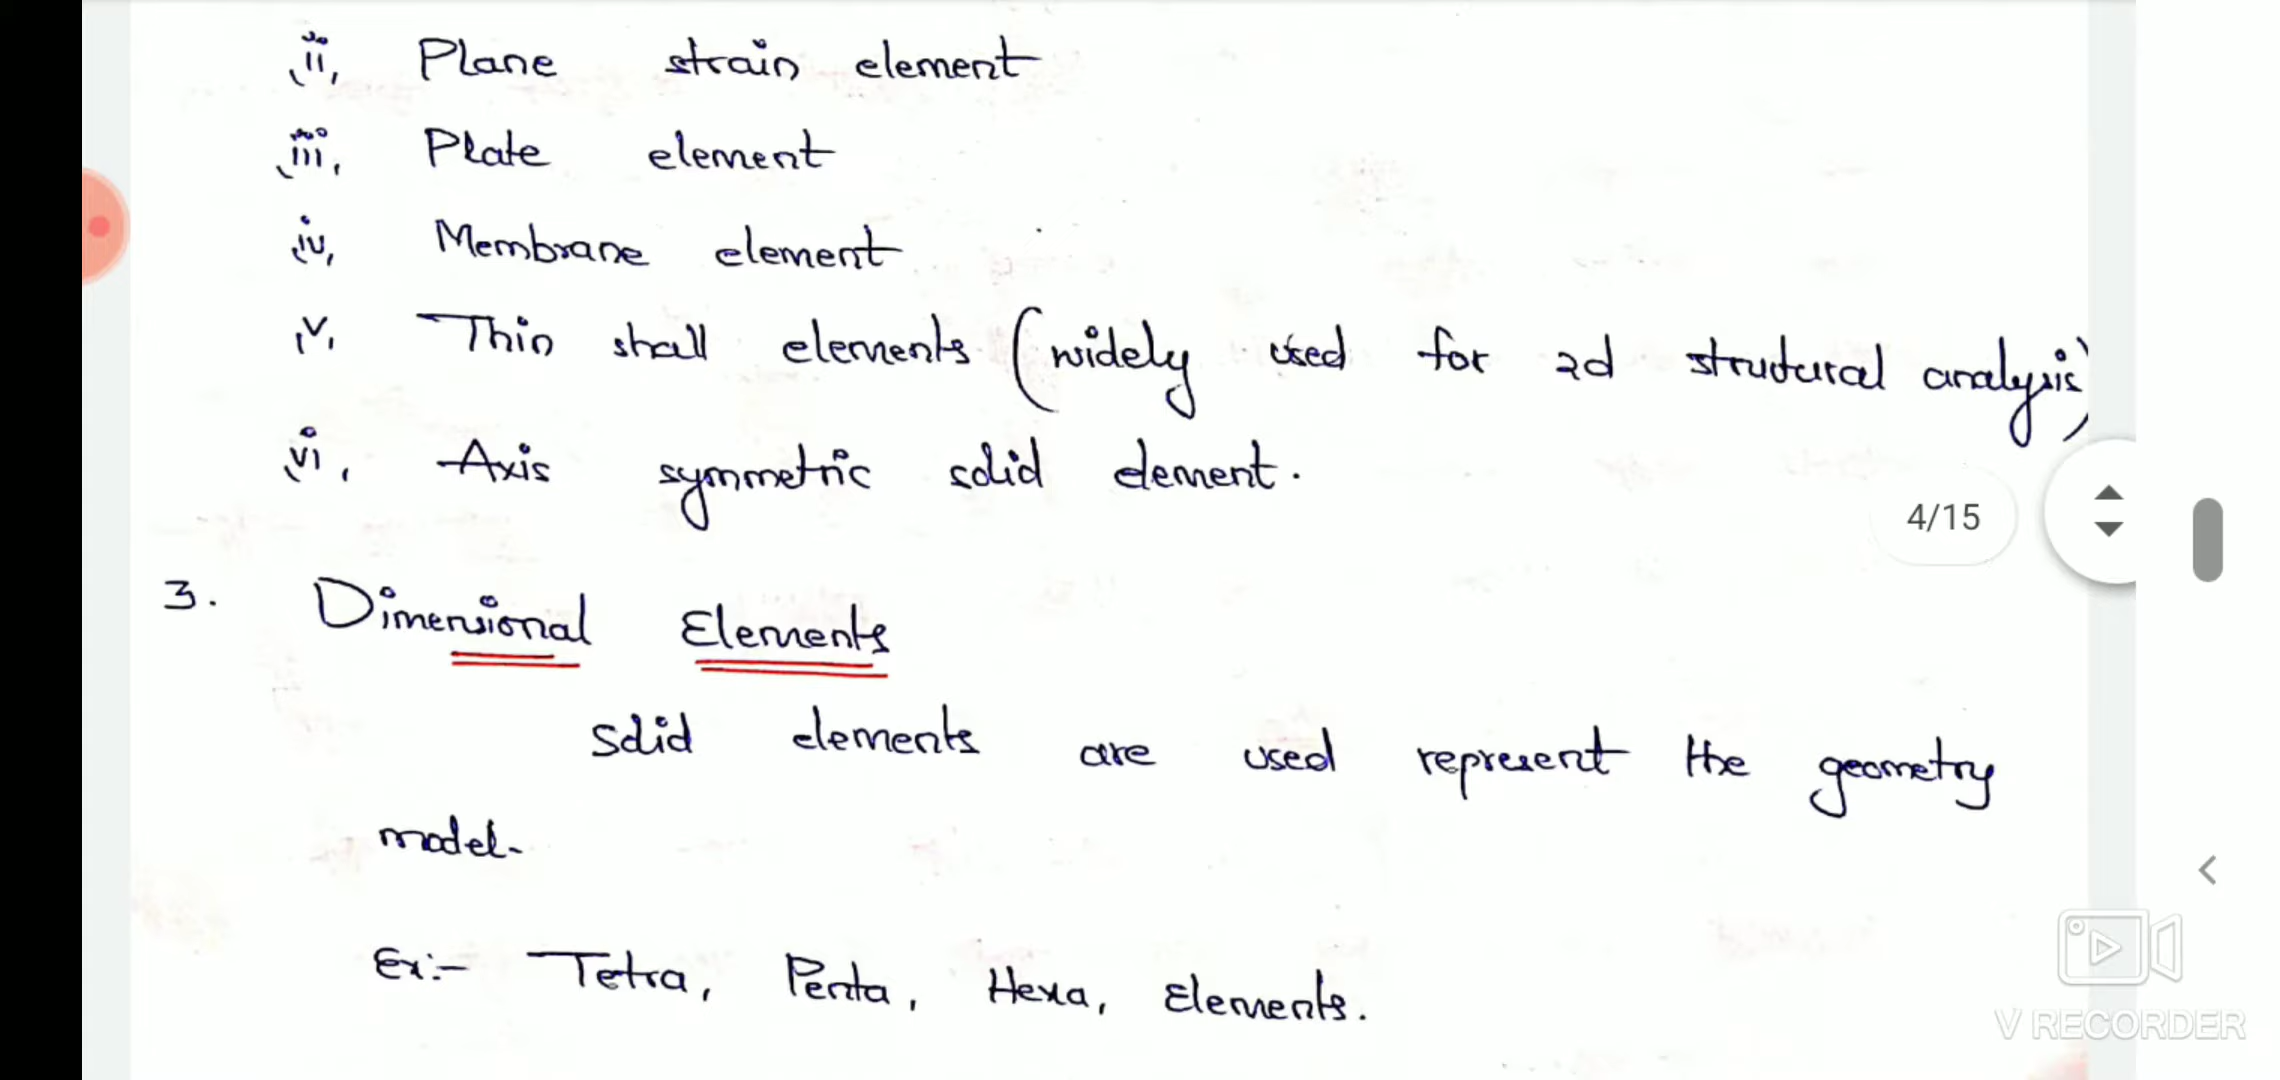 ii, Plane strain element
iii, Plate element
iv, Membrane element
v, Thin shall elements (widely used for 2d strutural analysis)
vi, Axis symmetric solid element.
4/15
3. Dimensional Elements
Solid elements are used represent the geometry
model.
Ex:- Tetra, Penta, Hexa, Elements.
V RECORDER